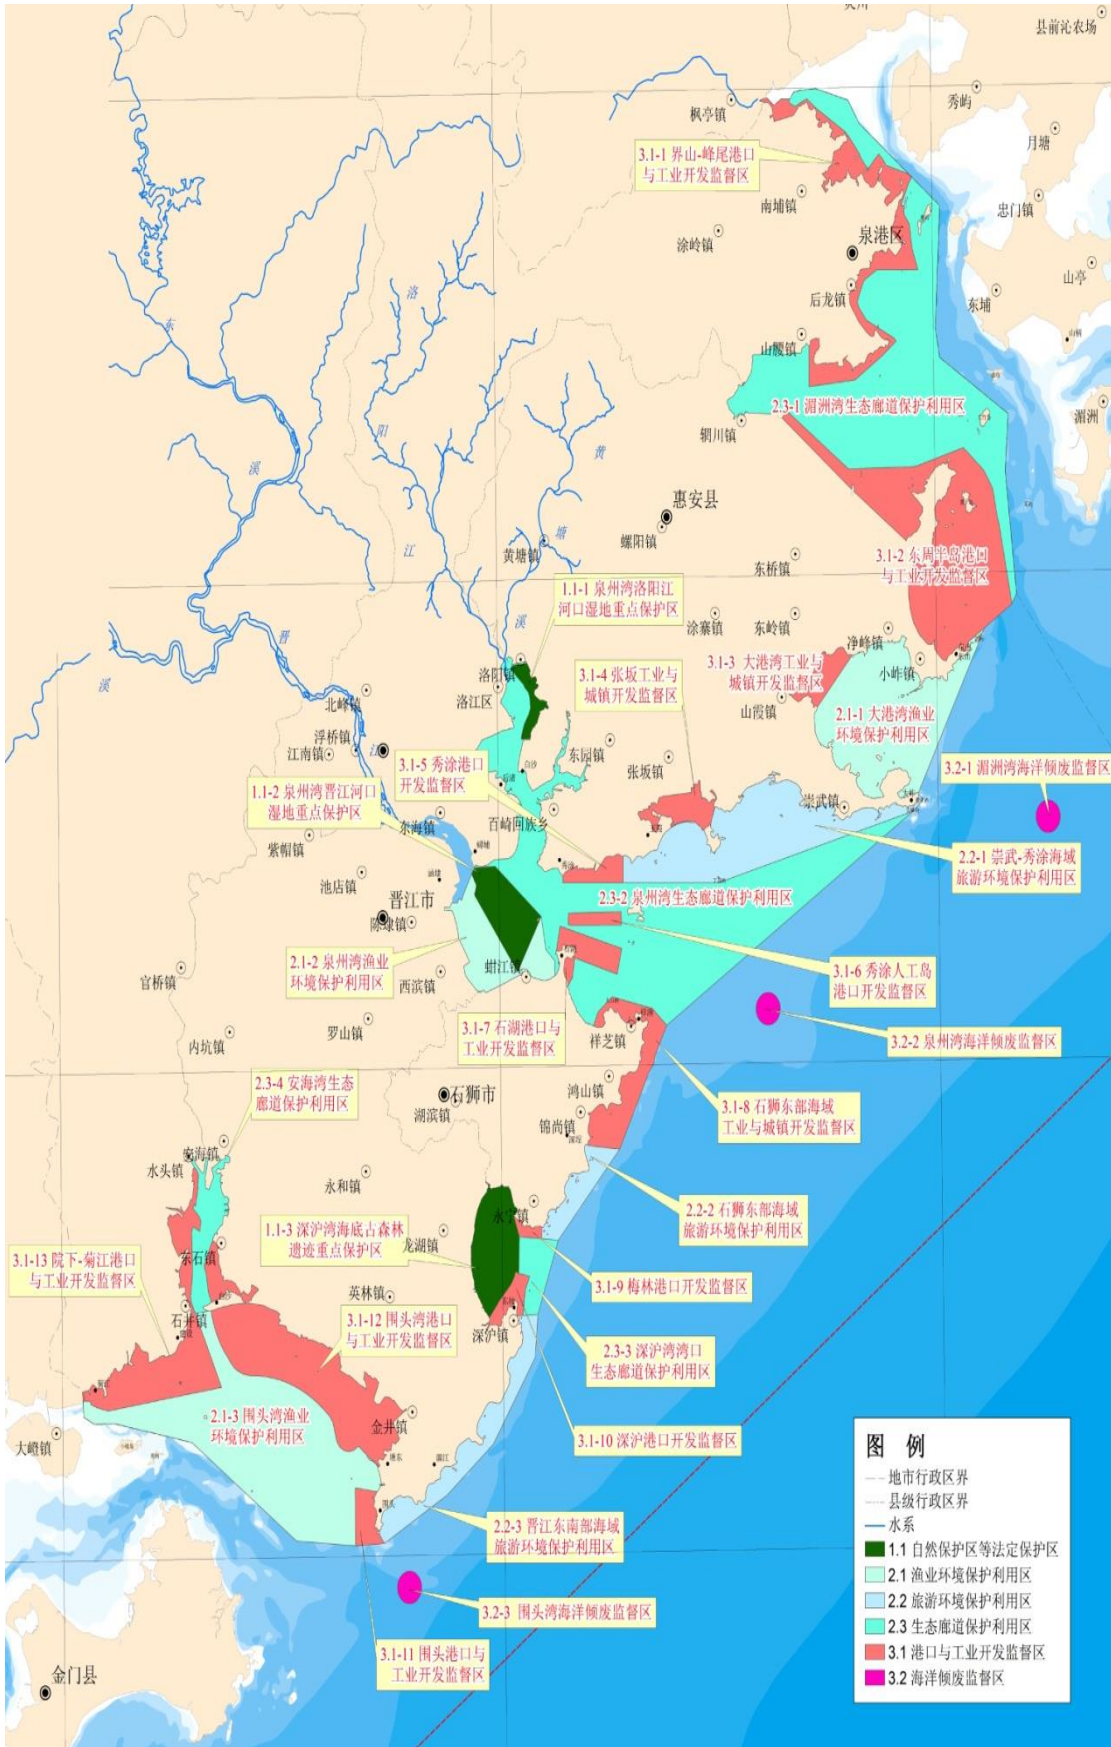 县前沁农场
秀屿
枫亭镇
月塘
3.1-1 界山-峰尾港口
与工业开发监督区
南埔镇
忠门镇
涂岭镇
泉港区
山亭
后龙镇
东埔
洛
东
山腰镇
2.3-1 湄洲湾生态廊道保护利用区
湄洲
辋川镇
阳
黄
溪
惠安县
螺阳镇
塘
黄塘镇
江
3.1-2 东周半岛港口
与工业开发监督区
东桥镇
1.1-1 泉州湾洛阳江
河口湿地重点保护区
溪
涂寨镇
东岭镇
净峰镇
晋
小岞镇
3.1-3 大港湾工业与
城镇开发监督区
洛阳镇
3.1-4 张坂工业与
城镇开发监督区
溪
洛江区
北峰镇
山霞镇
2.1-1 大港湾渔业
环境保护利用区
浮桥镇
江南镇
江
东园镇
张坂镇
白沙
3.1-5 秀涂港口
开发监督区
后渚
3.2-1 湄洲湾海洋倾废监督区
1.1-2 泉州湾晋江河口
湿地重点保护区
崇武镇
东海镇
百崎回族乡
紫帽镇
秀涂
2.2-1 崇武-秀涂海域
旅游环境保护利用区
池店镇
2.3-2 泉州湾生态廊道保护利用区
晋江市
陈埭镇
2.1-2 泉州湾渔业
环境保护利用区
蚶江镇
3.1-6 秀涂人工岛
港口开发监督区
官桥镇
西滨镇
罗山镇
3.1-7 石湖港口与
工业开发监督区
祥芝镇
3.2-2 泉州湾海洋倾废监督区
内坑镇
2.3-4 安海湾生态
廊道保护利用区
石狮市
鸿山镇
湖滨镇
3.1-8 石狮东部海域
工业与城镇开发监督区
锦尚镇
安海镇
水头镇
永和镇
2.2-2 石狮东部海域
旅游环境保护利用区
永宁镇
1.1-3 深沪湾海底古森林
遗迹重点保护区
龙湖镇
东石镇
3.1-13 院下-菊江港口
与工业开发监督区
3.1-9 梅林港口开发监督区
英林镇
石井镇
3.1-12 围头湾港口
与工业开发监督区
深沪镇
2.3-3 深沪湾湾口
生态廊道保护利用区
2.1-3 围头湾渔业
环境保护利用区
金井镇
3.1-10 深沪港口开发监督区
大嶝镇
围头
2.2-3 晋江东南部海域
旅游环境保护利用区
3.2-3 围头湾海洋倾废监督区
3.1-11 围头港口与
工业开发监督区
金门县
图 例
地市行政区界
县级行政区界
水系
1.1 自然保护区等法定保护区
2.1 渔业环境保护利用区
2.2 旅游环境保护利用区
2.3 生态廊道保护利用区
3.1 港口与工业开发监督区
3.2 海洋倾废监督区